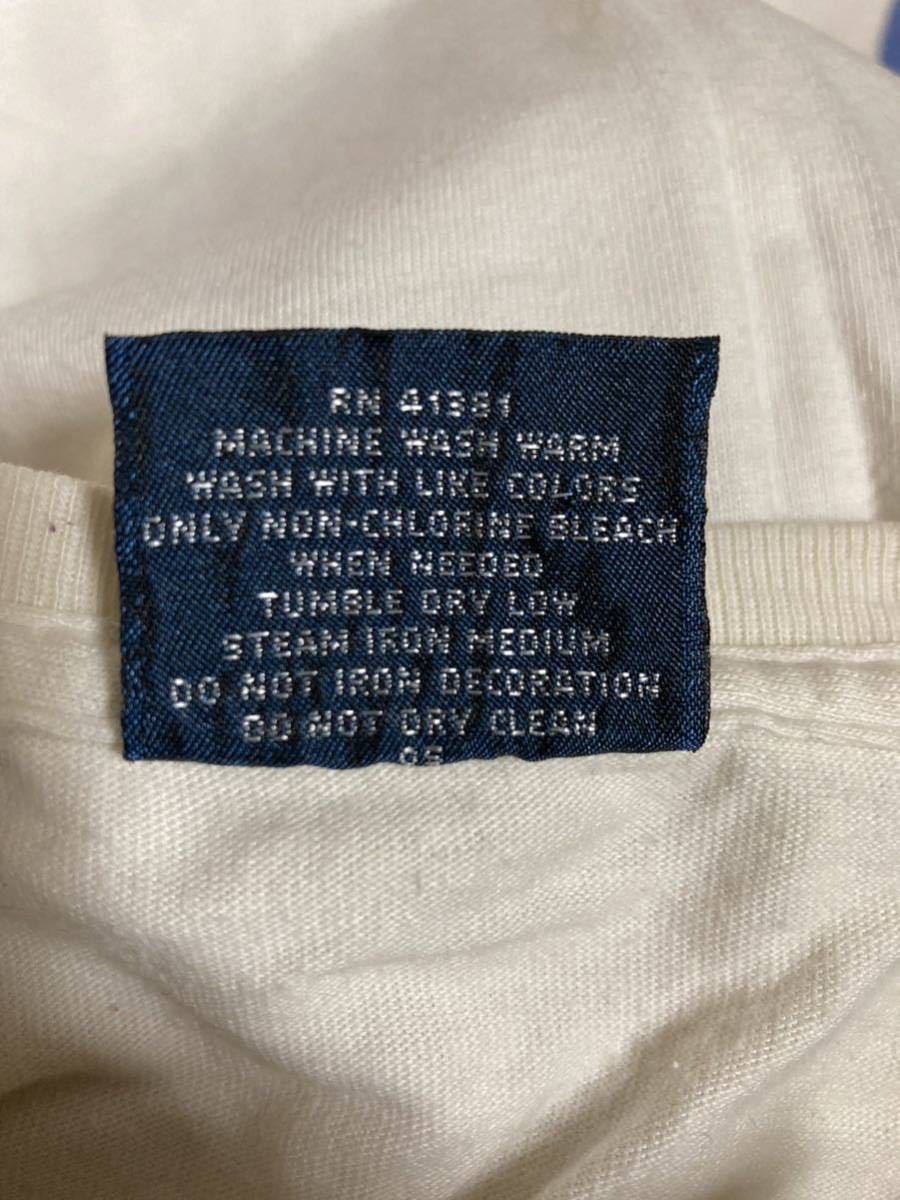 RN 41381
MACHINE WASH WARM
WASH WITH LIKE COLORS
ONLY NON-CHLORINE BLEACH
WHEN NEEDED
TUMBLE DRY LOW
STEAM IRON MEDIUM
DO NOT IRON DECORATION
DO NOT DRY CLEAN